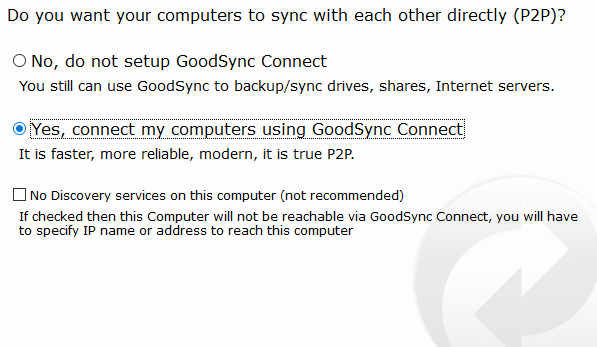 Do you want your computers to sync with each other directly (P2P)?
No, do not setup GoodSync Connect
You still can use GoodSync to backup/sync drives, shares, Internet servers.
Yes, connect my computers using GoodSync Connect
It is faster, more reliable, modern, it is true P2P.
No Discovery services on this computer (not recommended)
If checked then this Computer will not be reachable via GoodSync Connect, you will have
to specify IP name or address to reach this computer